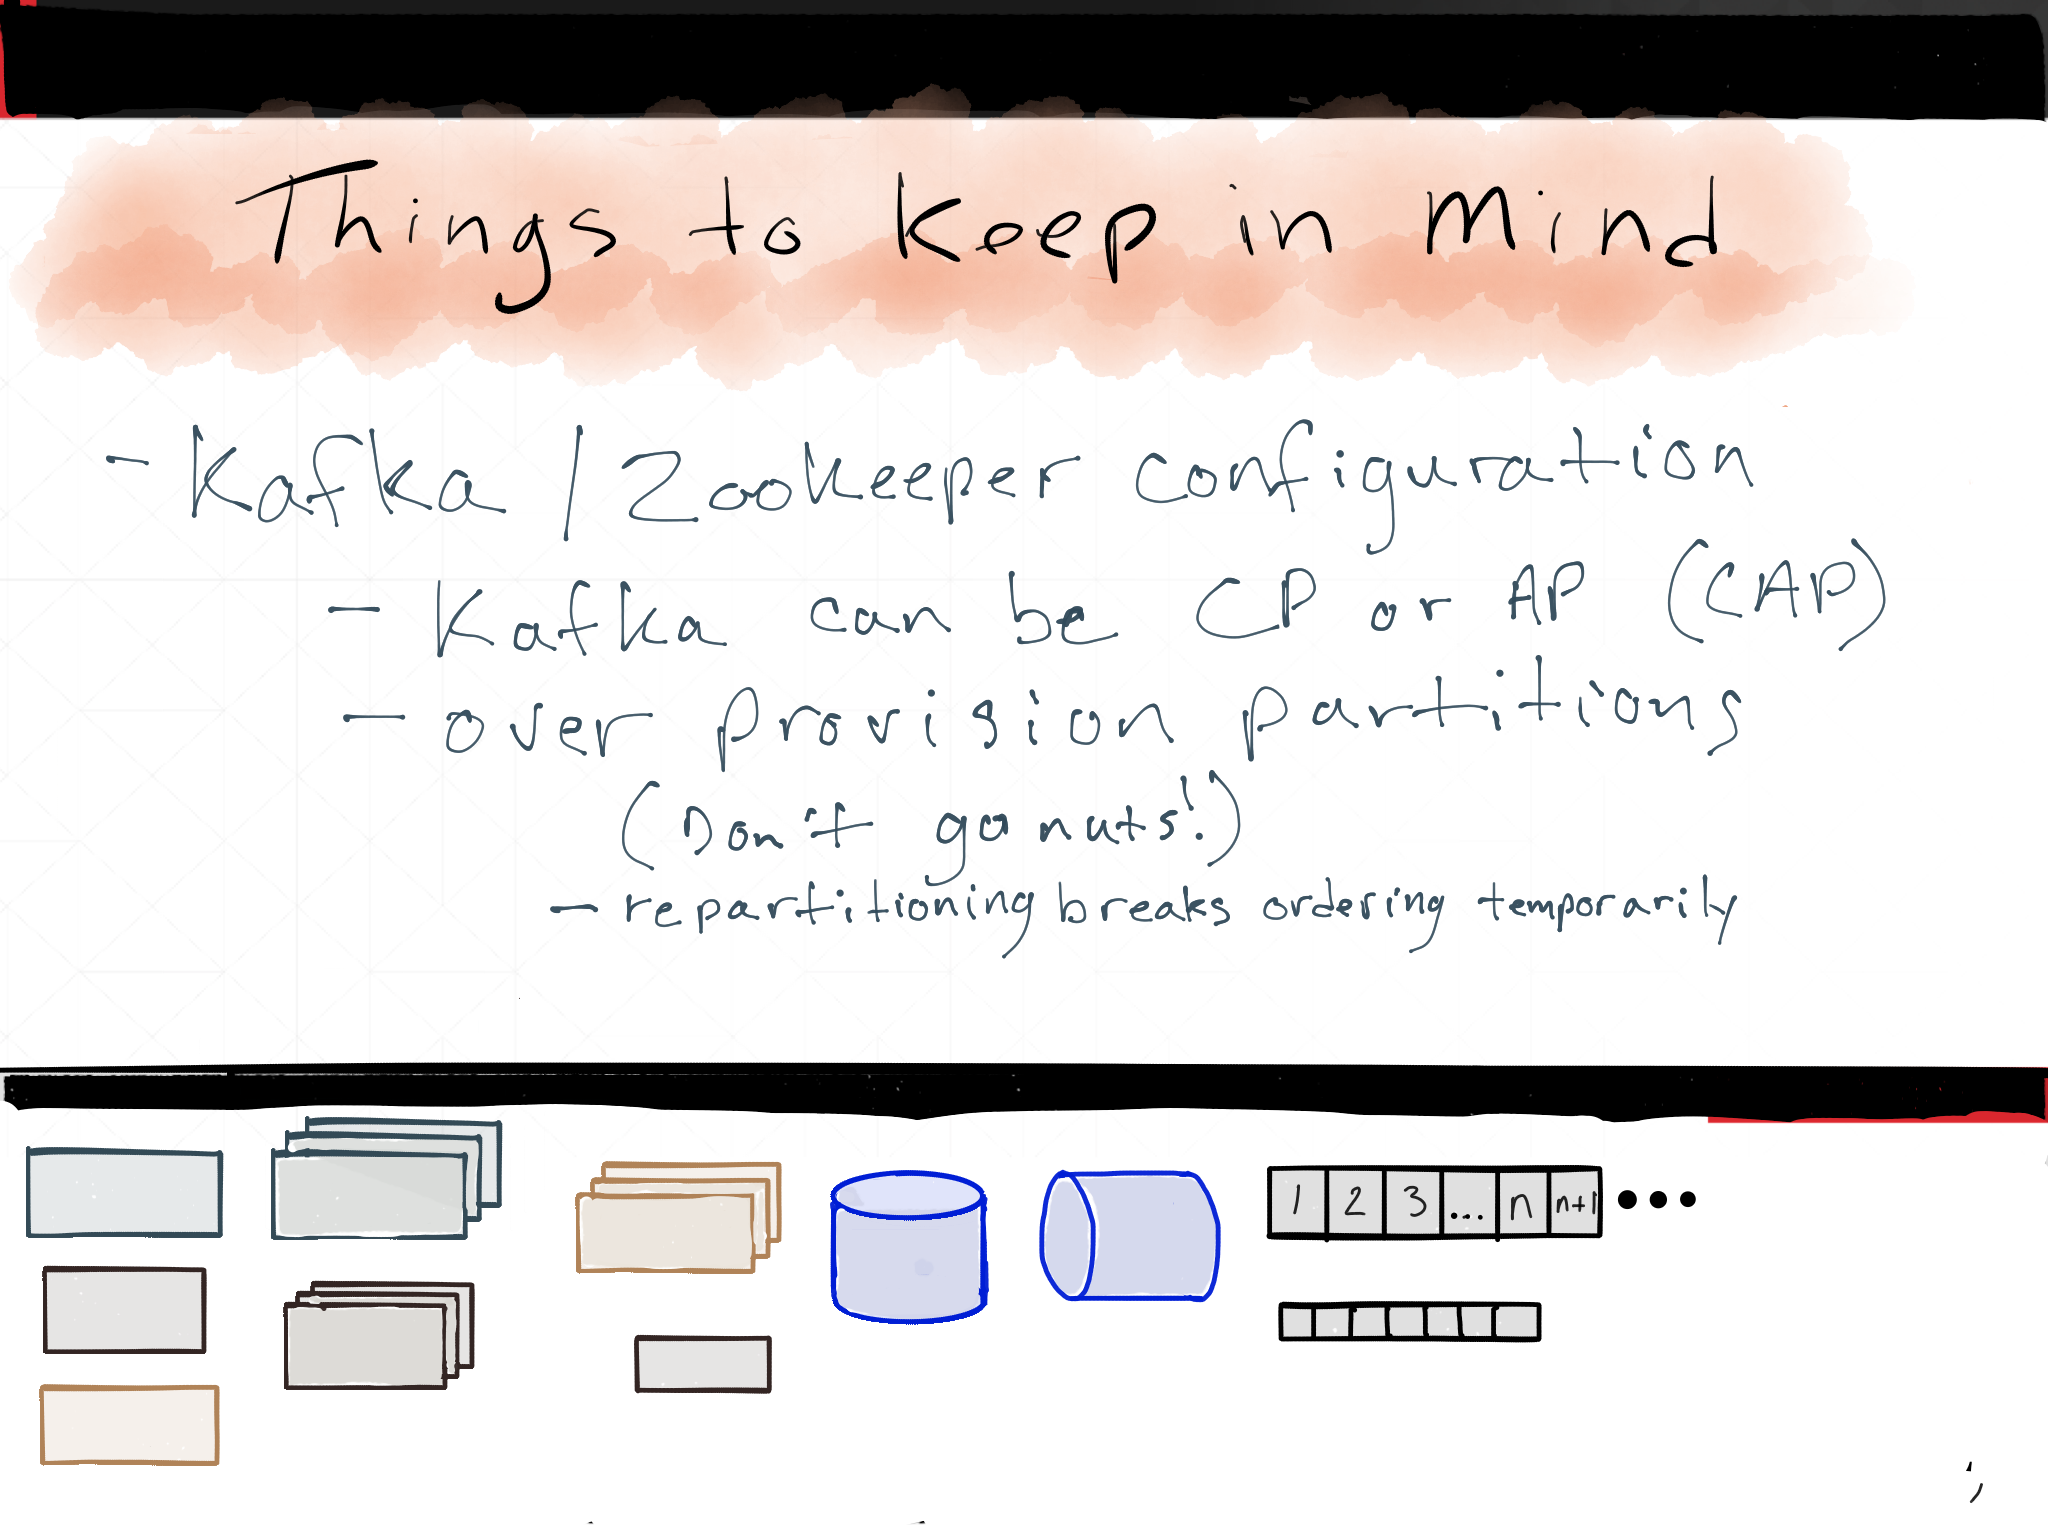 Things to Keep in Mind
- Kafka / Zookeeper configuration
- Kafka can be CP or AP (CAP)
- over provision partitions
(Don't go nuts!)
- repartitioning breaks ordering temporarily
1 2 3 ... n n+1 •••